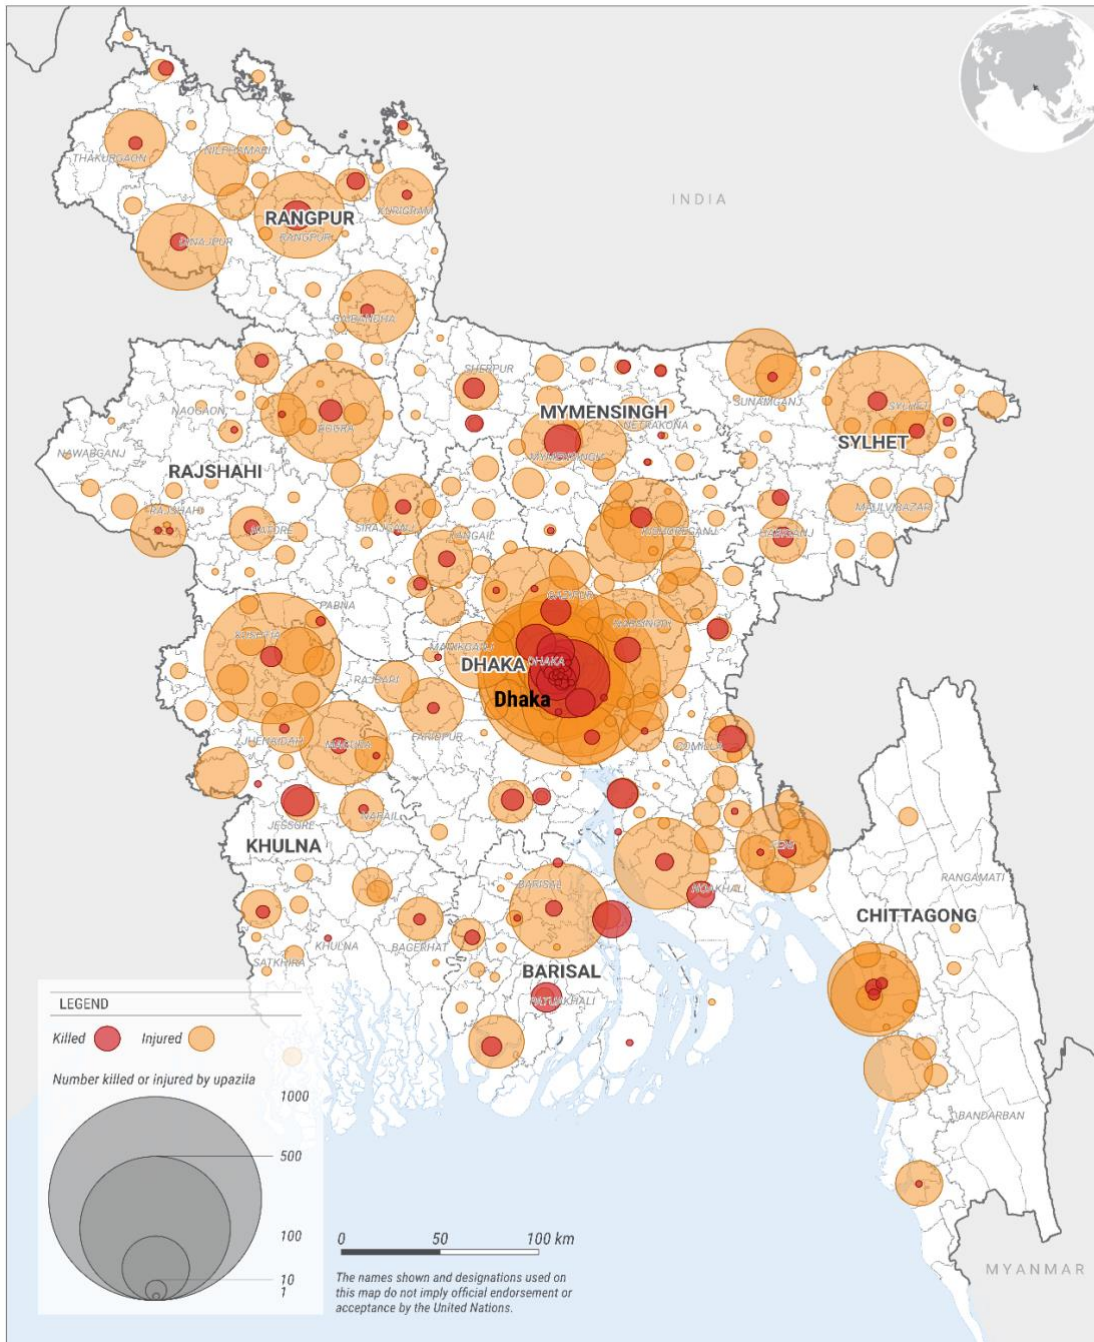 INDIA
THAKURGAON
NILPHAMARI
KURIGRAM
RANGPUR
RANGPUR
DINAJPUR
GAIBANDHA
SHERPUR
NAOGAON
BOGRA
MYMENSINGH
NETRAKONA
SUNAMGANJ
SYLHET
SYLHET
MYMENSINGH
NAWABGANJ
RAJSHAHI
RAJSHAHI
NATORE
SIRAJGANJ
TANGAIL
KISHOREGANJ
HABIGANJ
MAULVIBAZAR
PABNA
GAZIPUR
NARSINGDI
KUSHTIA
MANIKGANJ
DHAKA
DHAKA
RAJBARI
Dhaka
JHENAIDAH
MAGURA
FARIDPUR
COMILLA
JESSORE
NARAIL
KHULNA
FENI
BARISAL
NOAKHALI
RANGAMATI
CHITTAGONG
KHULNA
BAGERHAT
SATKHIRA
BARISAL
PATUAKHALI
BANDARBAN
MYANMAR
LEGEND
Killed Injured
Number killed or injured by upazila
1000
500
100
10
1
0 50 100 km
The names shown and designations used on
this map do not imply official endorsement or
acceptance by the United Nations.